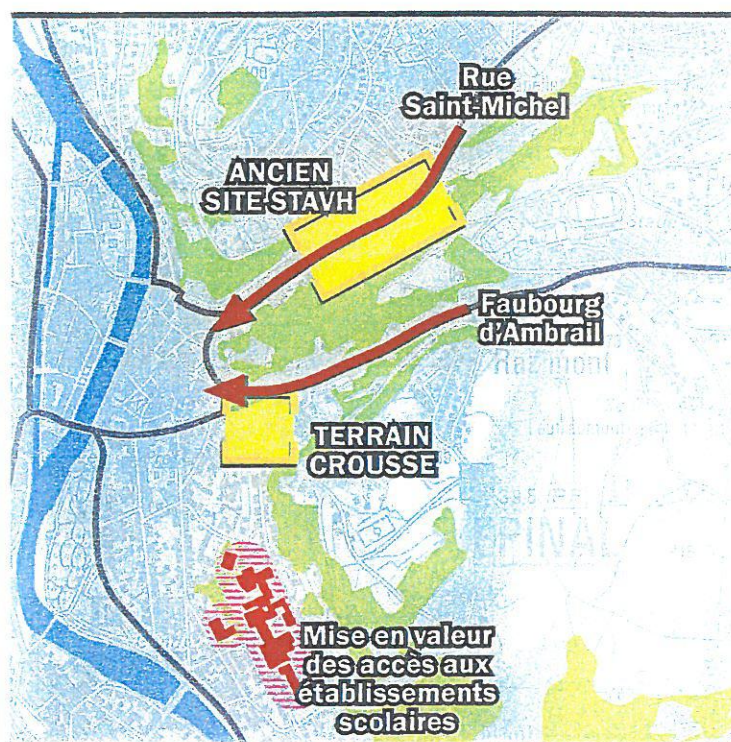 Rue
Saint-Michel
ANCIEN
SITE STAVH
Faubourg
d'Ambrail
TERRAIN
CROUSSE
Mise en valeur
des accès aux
établissements
scolaires